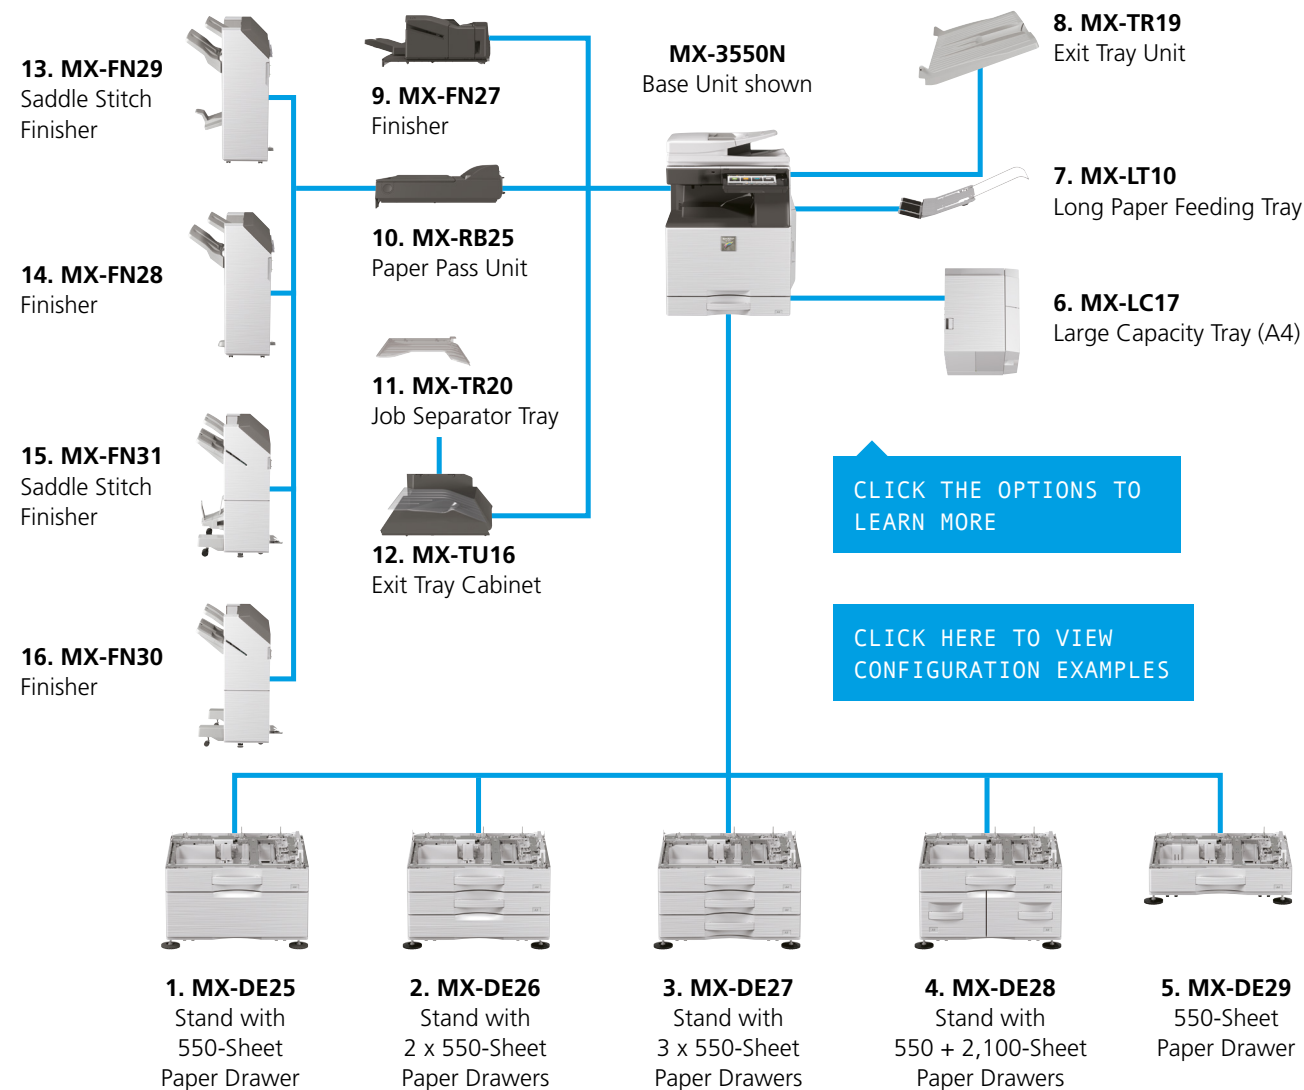 13. MX-FN29
Saddle Stitch
Finisher
9. MX-FN27
Finisher
MX-3550N
Base Unit shown
8. MX-TR19
Exit Tray Unit
7. MX-LT10
Long Paper Feeding Tray
14. MX-FN28
Finisher
10. MX-RB25
Paper Pass Unit
6. MX-LC17
Large Capacity Tray (A4)
11. MX-TR20
Job Separator Tray
15. MX-FN31
Saddle Stitch
Finisher
12. MX-TU16
Exit Tray Cabinet
CLICK THE OPTIONS TO
LEARN MORE
16. MX-FN30
Finisher
CLICK HERE TO VIEW
CONFIGURATION EXAMPLES
1. MX-DE25
Stand with
550-Sheet
Paper Drawer
2. MX-DE26
Stand with
2 x 550-Sheet
Paper Drawers
3. MX-DE27
Stand with
3 x 550-Sheet
Paper Drawers
4. MX-DE28
Stand with
550 + 2,100-Sheet
Paper Drawers
5. MX-DE29
550-Sheet
Paper Drawer